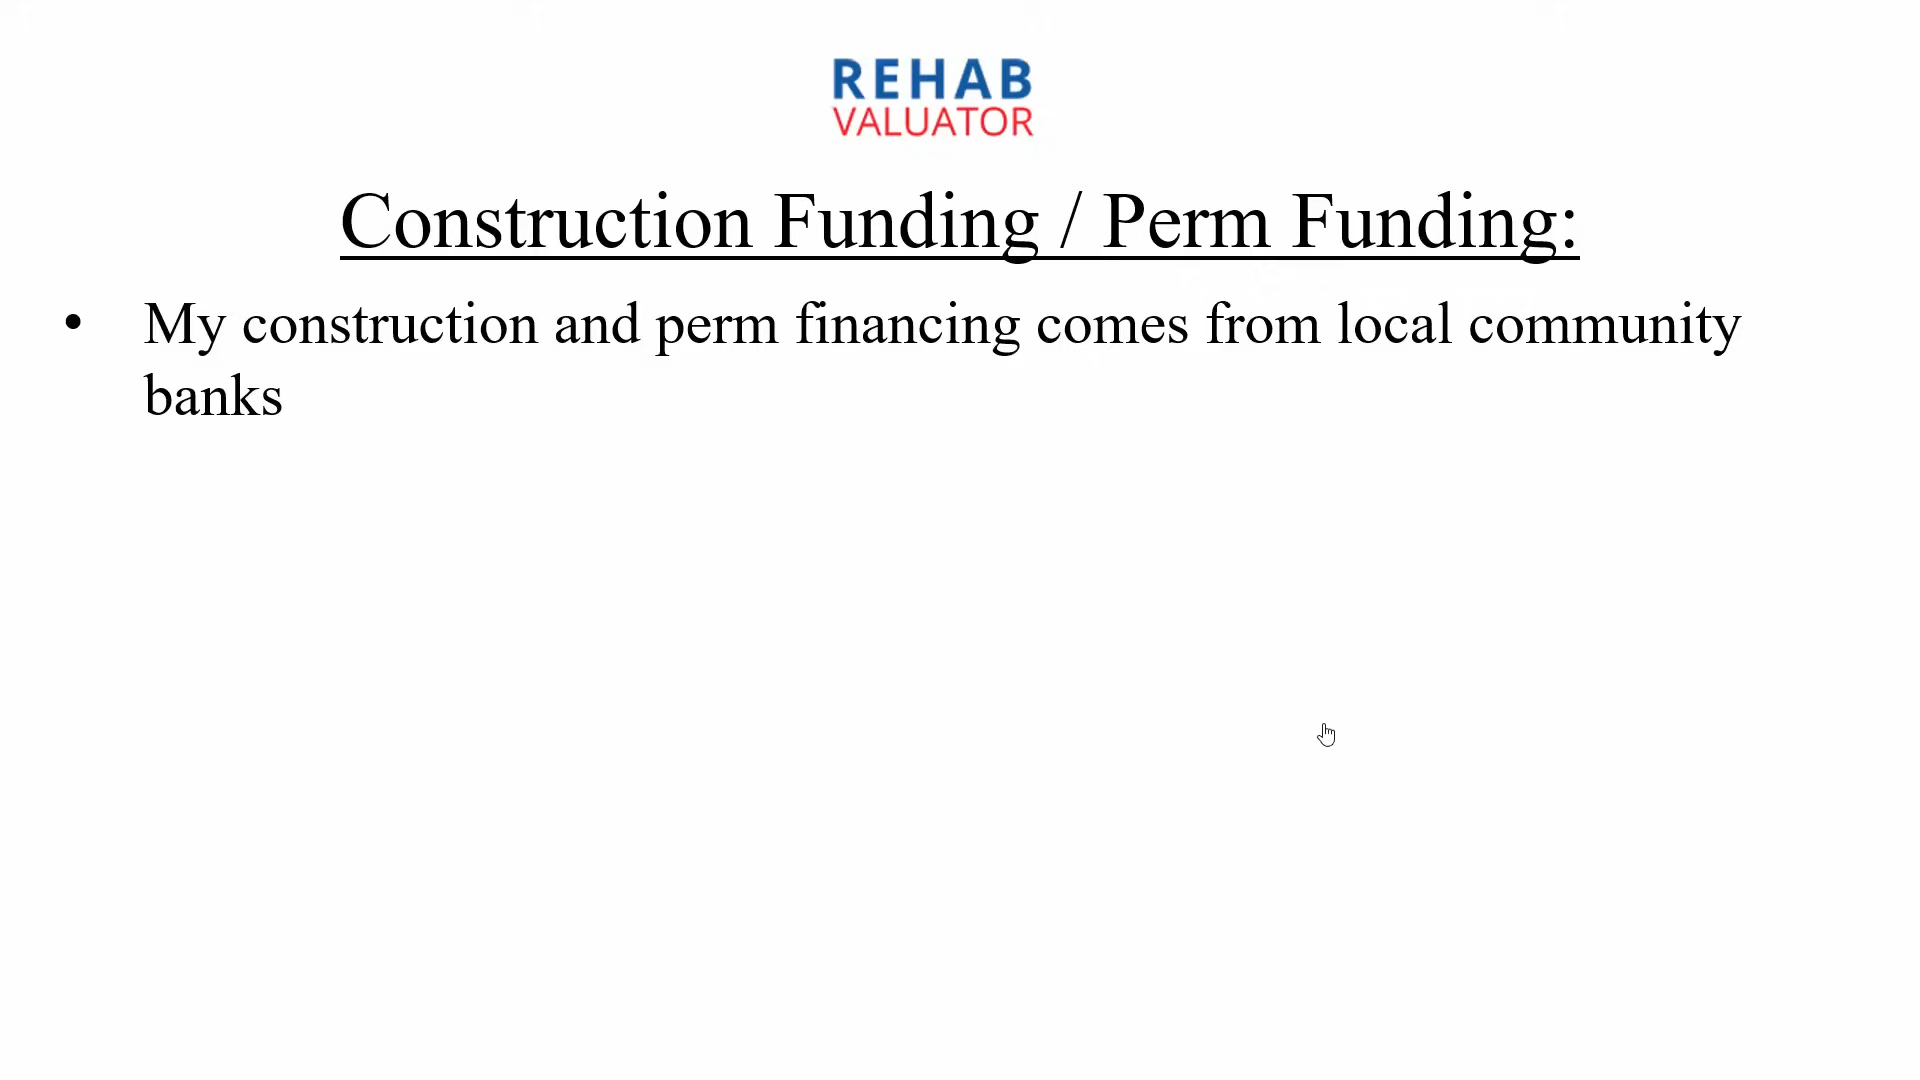 REHAB
VALUATOR
Construction Funding / Perm Funding:
• My construction and perm financing comes from local community
banks